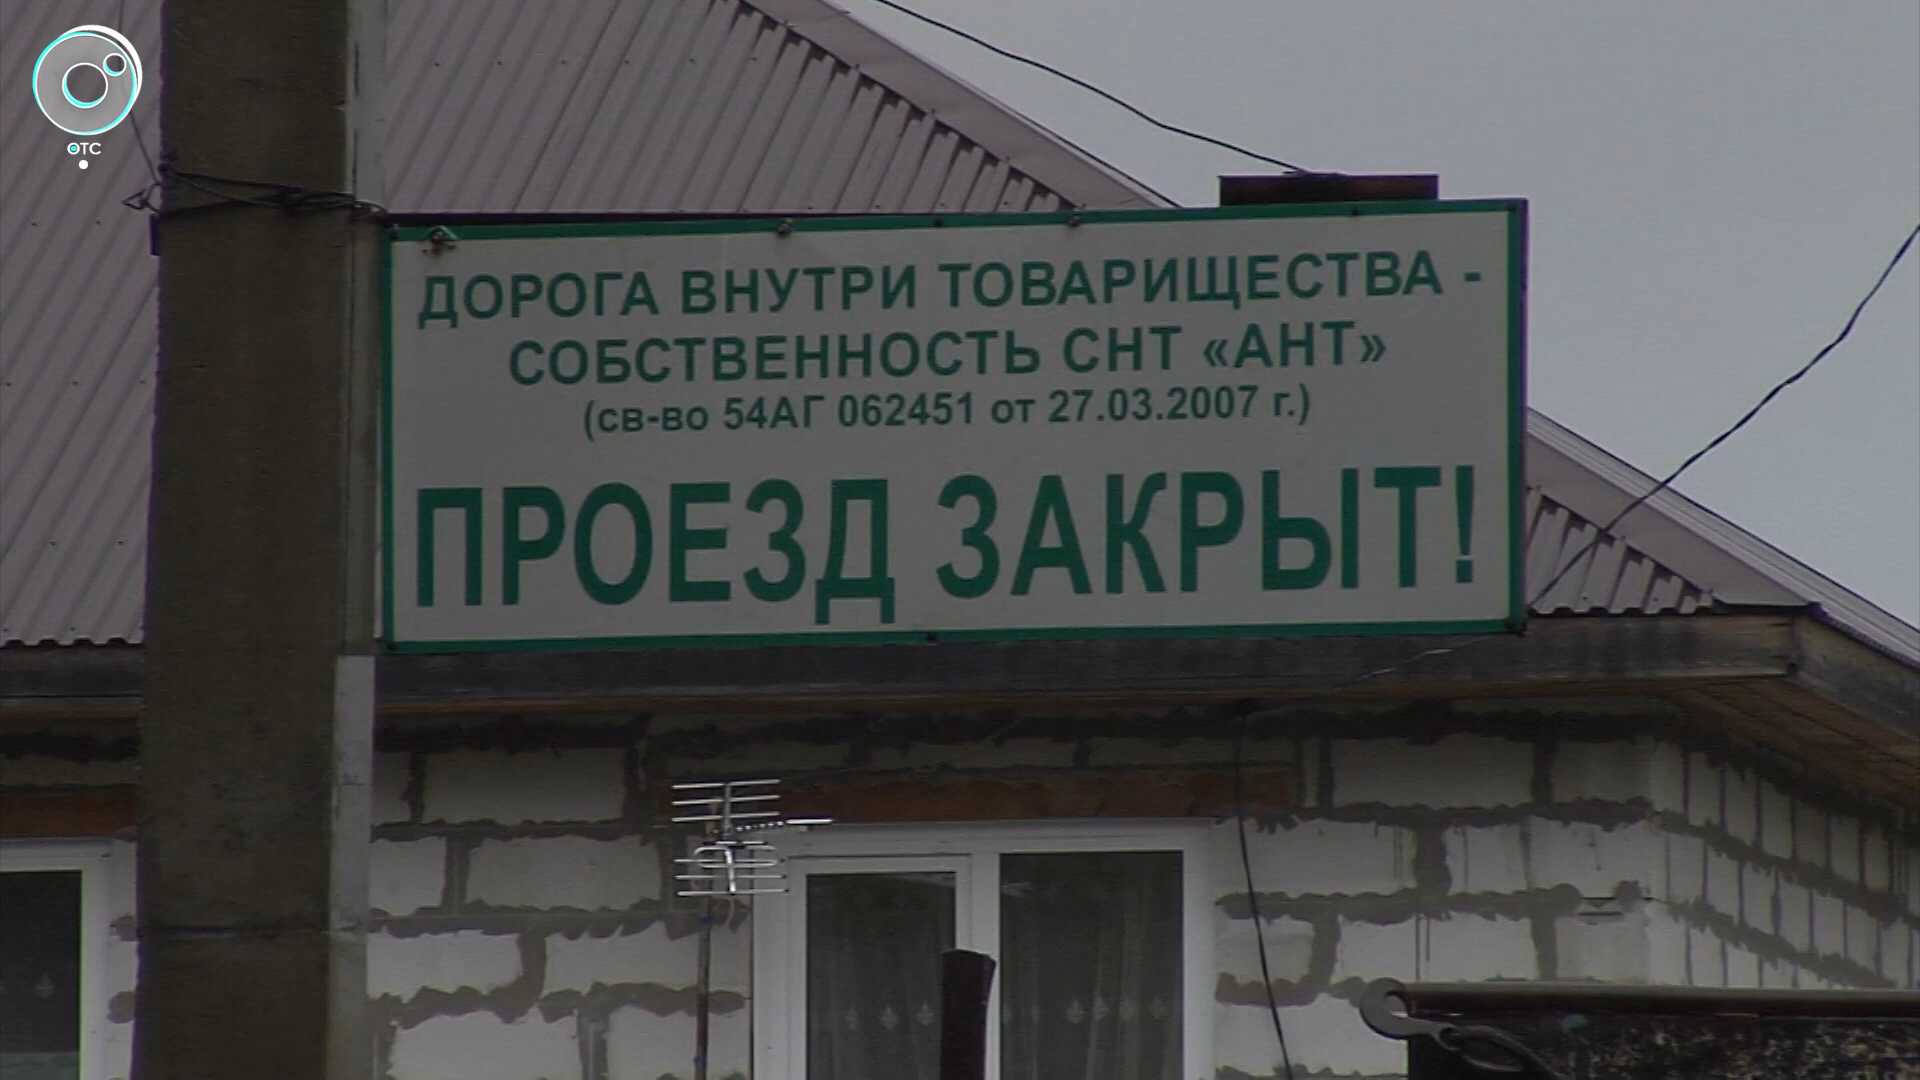 ОТС
ДОРОГА ВНУТРИ ТОВАРИЩЕСТВА -
СОБСТВЕННОСТЬ СНТ «АНТ»
(св-во 54АГ 062451 от 27.03.2007 г.)
ПРОЕЗД ЗАКРЫТ!